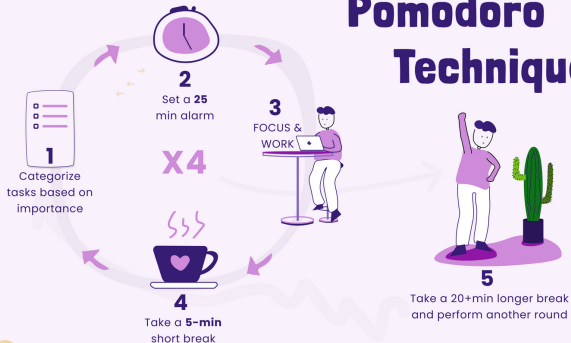 Pomodoro
Technique
1
Categorize
tasks based on
importance
2
Set a 25
min alarm
3
FOCUS &
WORK
X4
4
Take a 5-min
short break
5
Take a 20+min longer break
and perform another round